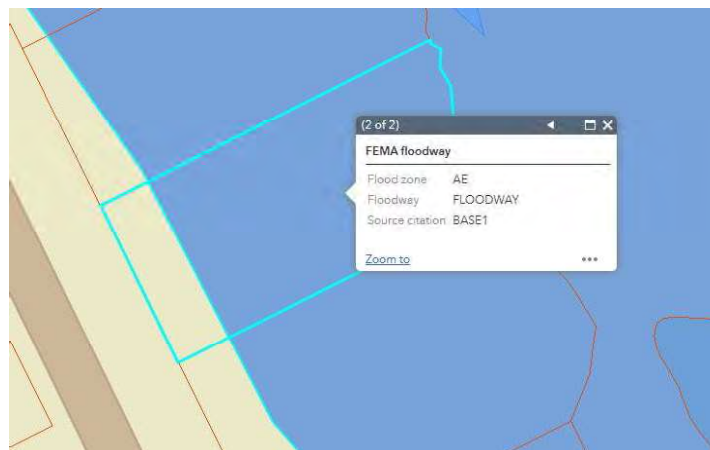 (2 of 2)
FEMA floodway
Flood zone AE
Floodway FLOODWAY
Source citation BASE1
Zoom to